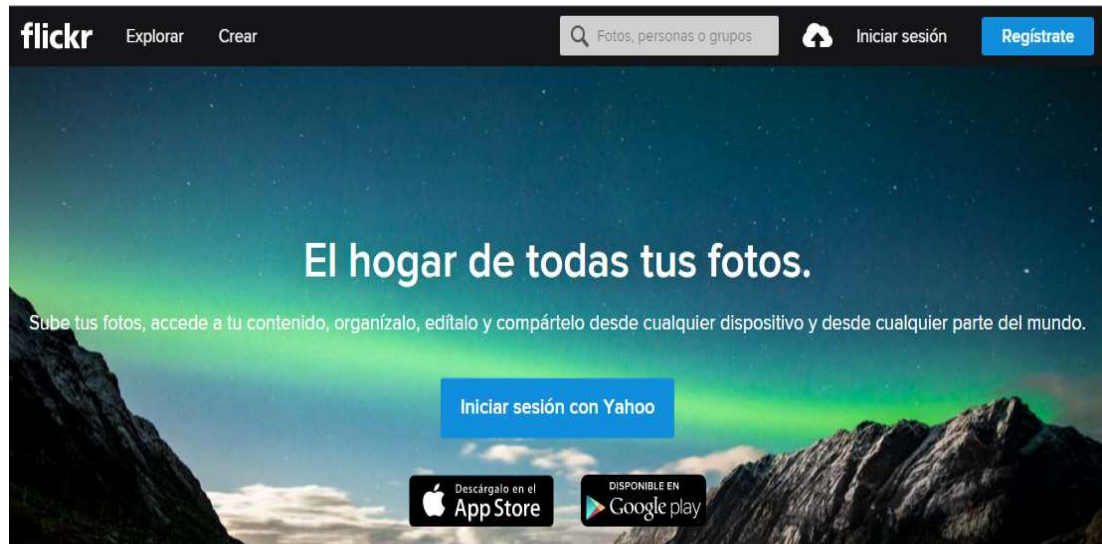 flickr Explorar Crear Fotos, personas o grupos Iniciar sesión Regístrate
El hogar de todas tus fotos.
Sube tus fotos, accede a tu contenido, organízalo, edítalo y compártelo desde cualquier dispositivo y desde cualquier parte del mundo.
Iniciar sesión con Yahoo
Descárgalo en el
App Store
DISPONIBLE EN
Google play